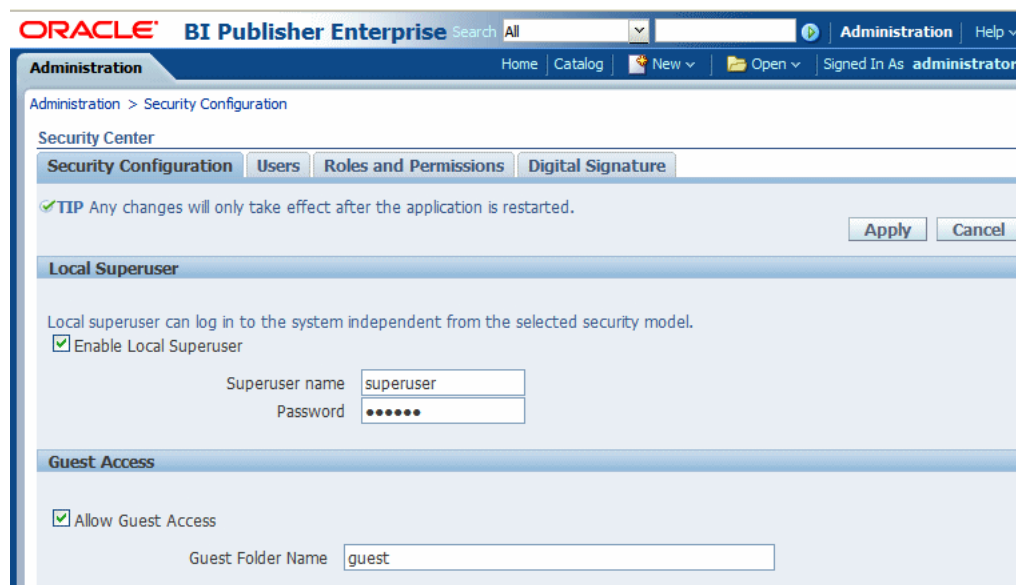 ORACLE BI Publisher Enterprise Search All Administration Help
Administration Home Catalog New Open Signed In As administrator
Administration > Security Configuration
Security Center
Security Configuration Users Roles and Permissions Digital Signature
TIP Any changes will only take effect after the application is restarted.
Apply Cancel
Local Superuser
Local superuser can log in to the system independent from the selected security model.
Enable Local Superuser
Superuser name superuser
Password ••••••
Guest Access
Allow Guest Access
Guest Folder Name guest